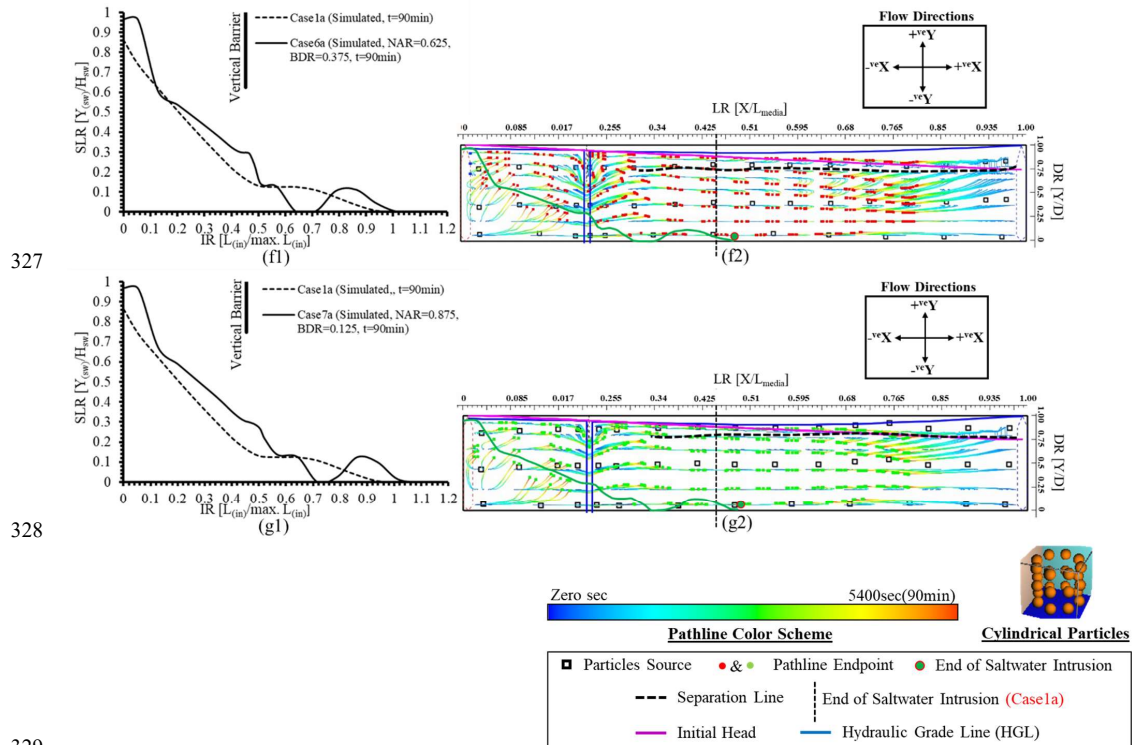 Case1a (Simulated, t=90min)
Case6a (Simulated, NAR=0.625,
BDR=0.375, t=90min)
Vertical Barrier
SLR [Y(sw)/Hsw]
1
0.9
0.8
0.7
0.6
0.5
0.4
0.3
0.2
0.1
0
0 0.1 0.2 0.3 0.4 0.5 0.6 0.7 0.8 0.9 1 1.1 1.2
IR [L(in)/max. L(in)]
(f1)
Flow Directions
+veY
-veX
+veX
-veY
LR [X/Lmedia]
0 0.085 0.017 0.255 0.34 0.425 0.51 0.595 0.68 0.765 0.85 0.935 1.00
1.00
0.75
0.5
0.25
0
DR [Y/D]
(f2)
327
Case1a (Simulated,, t=90min)
Case7a (Simulated, NAR=0.875,
BDR=0.125, t=90min)
Vertical Barrier
SLR [Y(sw)/Hsw]
1
0.9
0.8
0.7
0.6
0.5
0.4
0.3
0.2
0.1
0
0 0.1 0.2 0.3 0.4 0.5 0.6 0.7 0.8 0.9 1 1.1 1.2
IR [L(in)/max. L(in)]
(g1)
Flow Directions
+veY
-veX
+veX
-veY
LR [X/Lmedia]
0 0.085 0.017 0.255 0.34 0.425 0.51 0.595 0.68 0.765 0.85 0.935 1.00
1.00
0.75
0.5
0.25
0
DR [Y/D]
(g2)
328
Zero sec
5400sec(90min)
Pathline Color Scheme
Cylindrical Particles
Particles Source
& Pathline Endpoint
End of Saltwater Intrusion
Separation Line
End of Saltwater Intrusion (Case1a)
Initial Head
Hydraulic Grade Line (HGL)